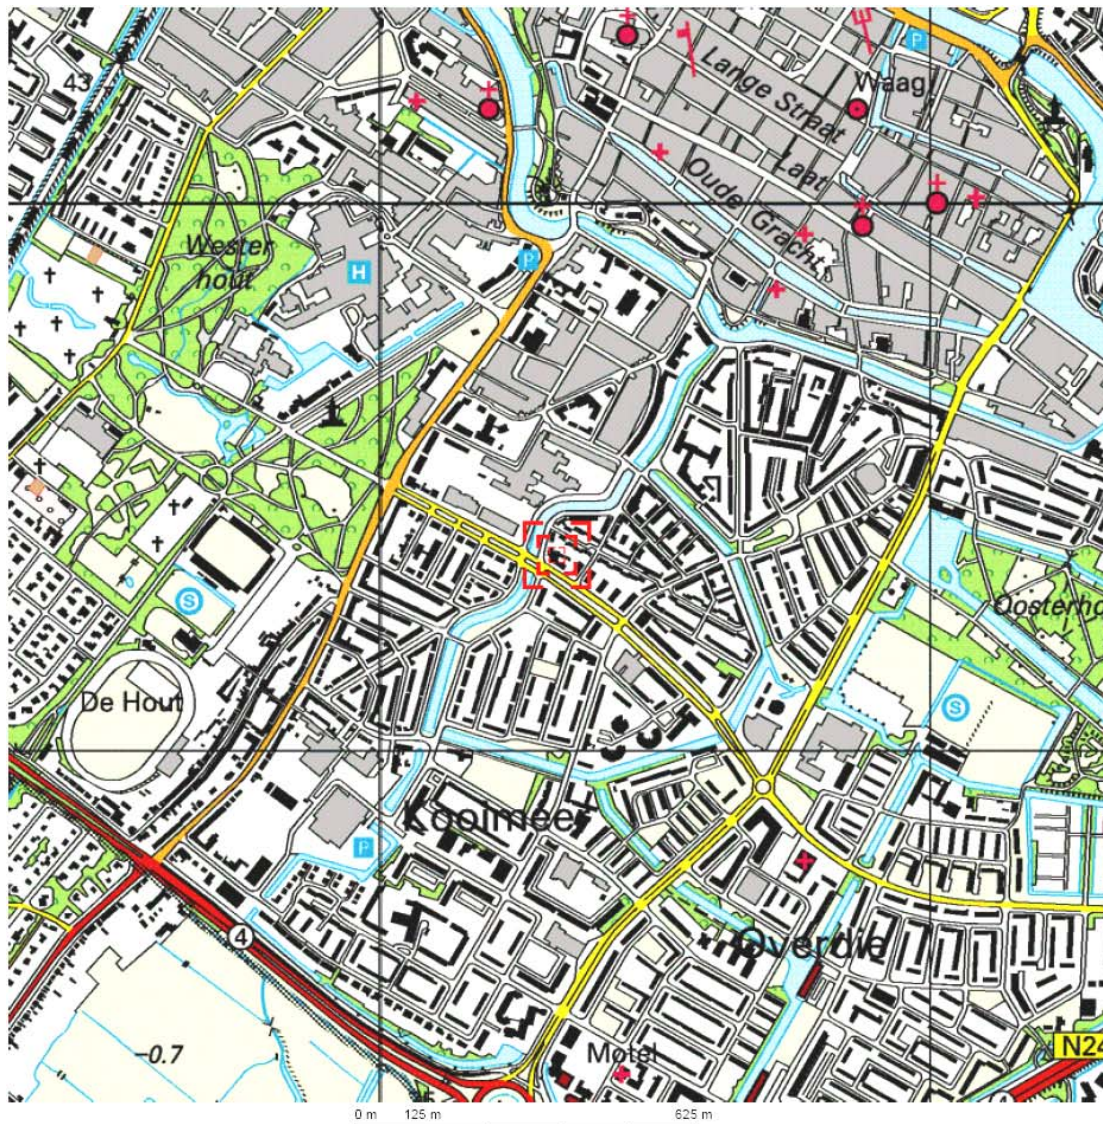 P
E
43
Lange Straat
Waag
Laat
Oude Gracht
Wester
hout
H
P
S
Oosterho
De Hout
S
Kooimeer
P
4
Overdie
-0.7
Motel
N24
0 m 125 m 625 m